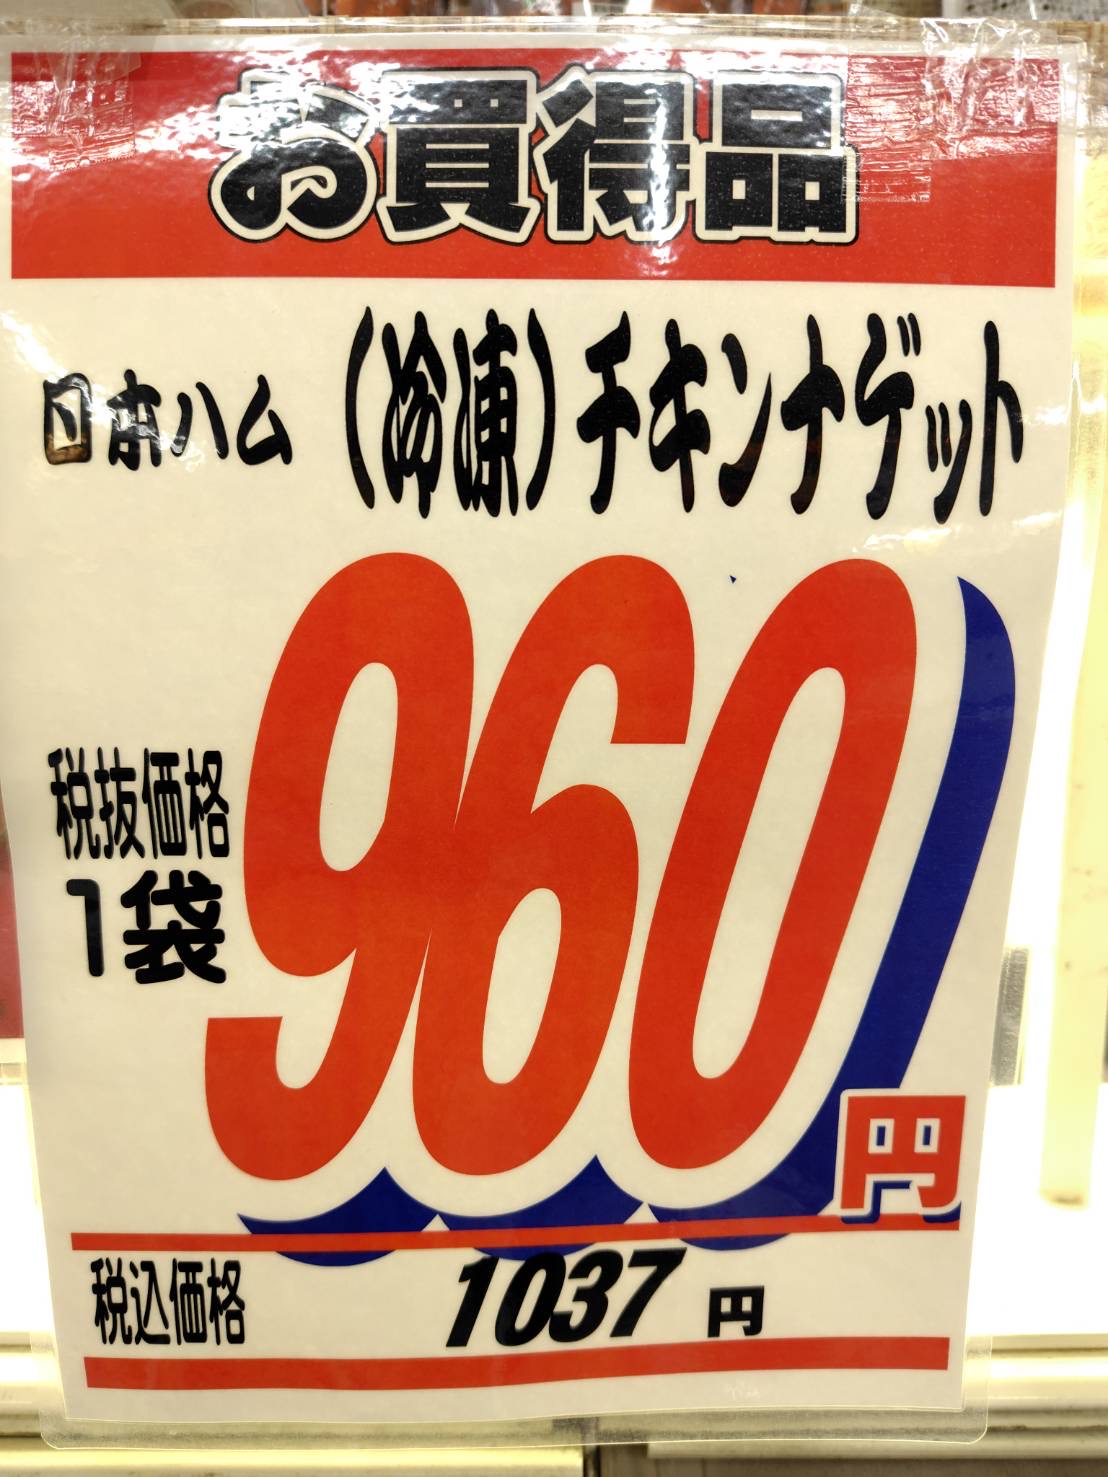 お買得品
日本ハム (冷凍)チキンナゲット
税抜価格
1袋
960円
税込価格 1037円